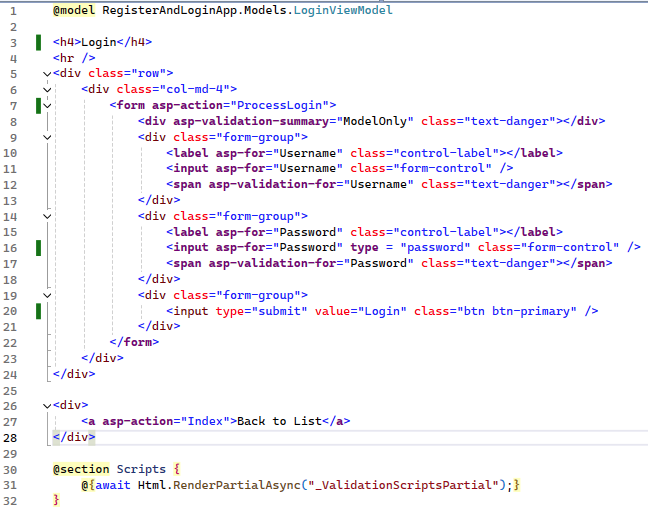 1 @model RegisterAndLoginApp.Models.LoginViewModel
2
3 <h4>Login</h4>
4 <hr />
5 <div class="row">
6 <div class="col-md-4">
7 <form asp-action="ProcessLogin">
8 <div asp-validation-summary="ModelOnly" class="text-danger"></div>
9 <div class="form-group">
10 <label asp-for="Username" class="control-label"></label>
11 <input asp-for="Username" class="form-control" />
12 <span asp-validation-for="Username" class="text-danger"></span>
13 </div>
14 <div class="form-group">
15 <label asp-for="Password" class="control-label"></label>
16 <input asp-for="Password" type = "password" class="form-control" />
17 <span asp-validation-for="Password" class="text-danger"></span>
18 </div>
19 <div class="form-group">
20 <input type="submit" value="Login" class="btn btn-primary" />
21 </div>
22 </form>
23 </div>
24 </div>
25
26 <div>
27 <a asp-action="Index">Back to List</a>
28 </div>
29
30 @section Scripts {
31 @{await Html.RenderPartialAsync("_ValidationScriptsPartial");}
32 }